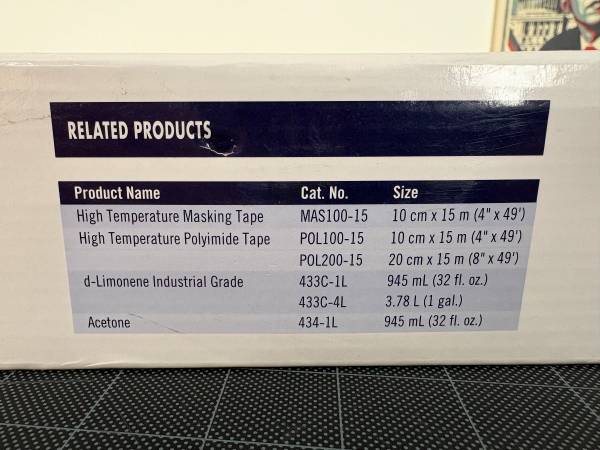 RELATED PRODUCTS
Product Name Cat. No. Size
High Temperature Masking Tape MAS100-15 10 cm x 15 m (4" x 49')
High Temperature Polyimide Tape POL100-15 10 cm x 15 m (4" x 49')
POL200-15 20 cm x 15 m (8" x 49')
d-Limonene Industrial Grade 433C-1L 945 mL (32 fl. oz.)
433C-4L 3.78 L (1 gal.)
Acetone 434-1L 945 mL (32 fl. oz.)